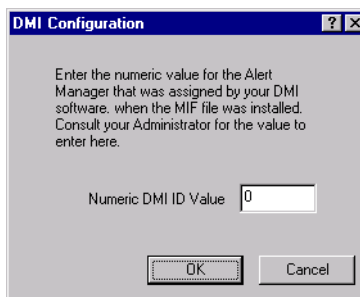 DMI Configuration
Enter the numeric value for the Alert
Manager that was assigned by your DMI
software. when the MIF file was installed.
Consult your Administrator for the value to
enter here.
Numeric DMI ID Value 0
OK Cancel